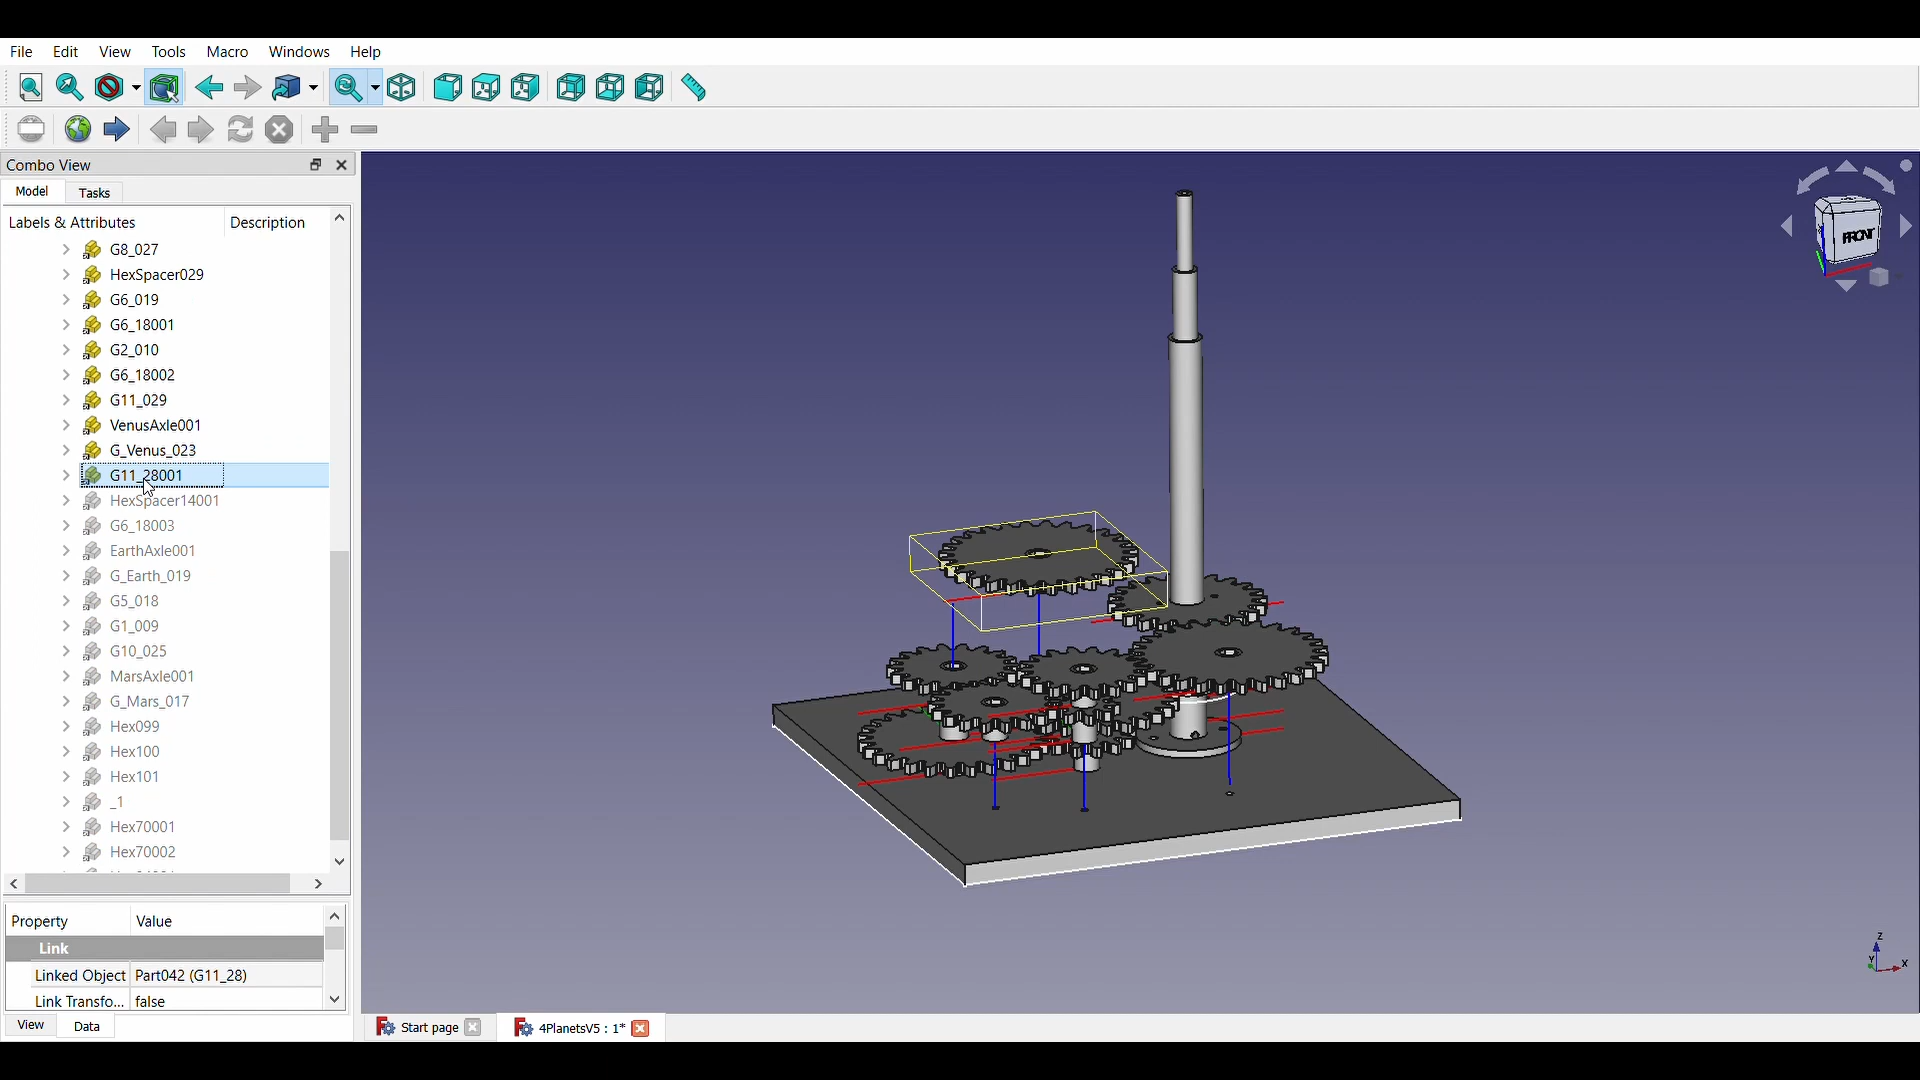 File Edit View Tools Macro Windows Help
Combo View
Model Tasks
Labels & Attributes Description
G8_027
HexSpacer029
G6_019
G6_18001
G2_010
G6_18002
G11_029
VenusAxle001
G_Venus_023
G11_28001
HexSpacer14001
G6_18003
EarthAxle001
G_Earth_019
G5_018
G1_009
G10_025
MarsAxle001
G_Mars_017
Hex099
Hex100
Hex101
_1
Hex70001
Hex70002
Property Value
Link
Linked Object Part042 (G11_28)
Link Transfo... false
View Data
Start page
4PlanetsV5 : 1*
FRONT
Z
Y
X